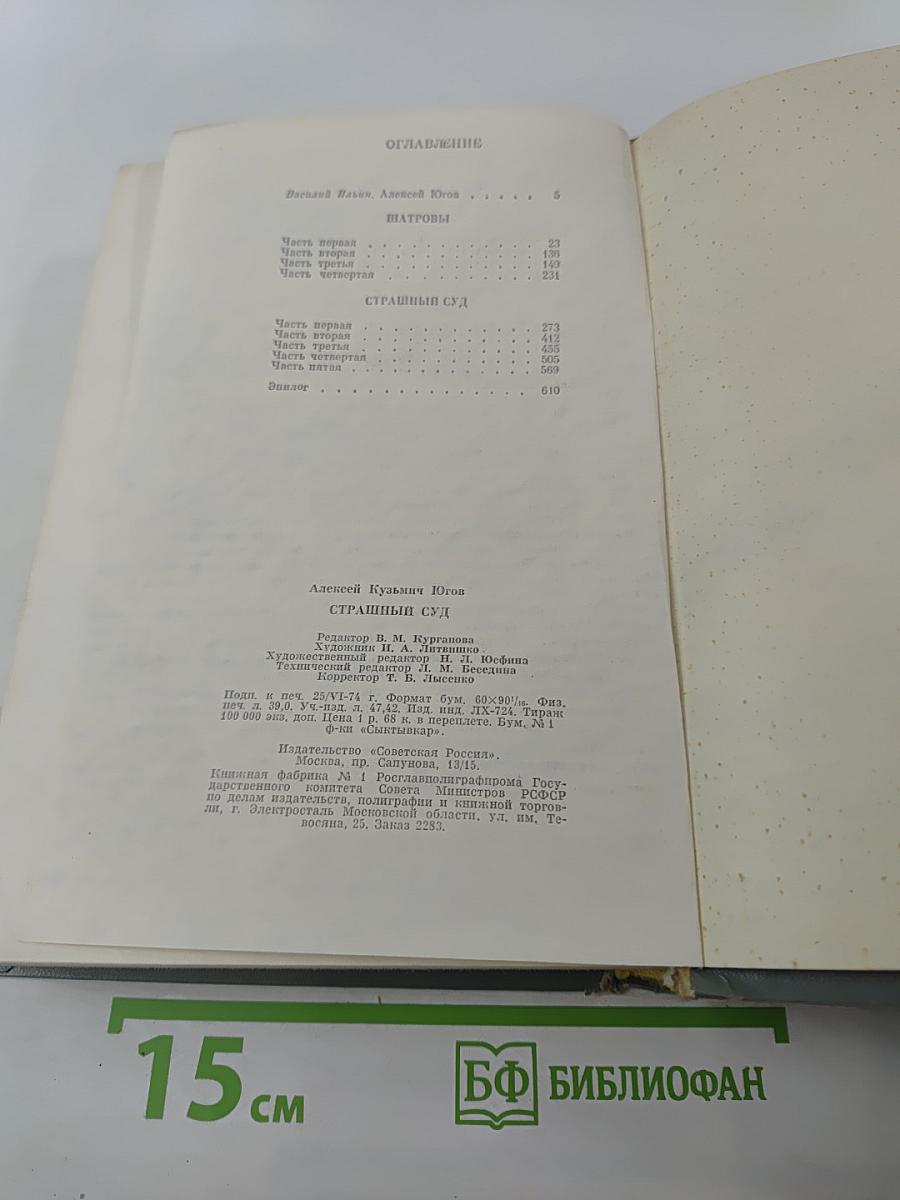 ОГЛАВЛЕНИЕ
Василий Ильин. Алексей Югов . . . . . 5
ШАТРОВЫ
Часть первая . . . . . . . . . . . . 23
Часть вторая . . . . . . . . . . . . 136
Часть третья . . . . . . . . . . . . 149
Часть четвертая . . . . . . . . . . 231
СТРАШНЫЙ СУД
Часть первая . . . . . . . . . . . . 273
Часть вторая . . . . . . . . . . . . 412
Часть третья . . . . . . . . . . . . 455
Часть четвертая . . . . . . . . . . 505
Часть пятая . . . . . . . . . . . . 569
Эпилог . . . . . . . . . . . . . . 610
Алексей Кузьмич Югов
СТРАШНЫЙ СУД
Редактор В. М. Курганова
Художник И. А. Литвишко
Художественный редактор Н. Л. Юсфина
Технический редактор Л. М. Беседина
Корректор Т. Б. Лысенко
Подп. к печ. 25/VI-74 г. Формат бум. 60×90¹/₁₆. Физ.
печ. л. 39,0. Уч.-изд. л. 47,42. Изд. инд. ЛХ-724. Тираж
100 000 экз. доп. Цена 1 р. 68 к. в переплете. Бум. № 1
ф-ки «Сыктывкар».
Издательство «Советская Россия».
Москва, пр. Сапунова, 13/15.
Книжная фабрика № 1 Росглавполиграфпрома Госу-
дарственного комитета Совета Министров РСФСР
по делам издательств, полиграфии и книжной торгов-
ли, г. Электросталь Московской области, ул. им. Те-
восяна, 25. Заказ 2283.
15 см
БФ БИБЛИОФАН